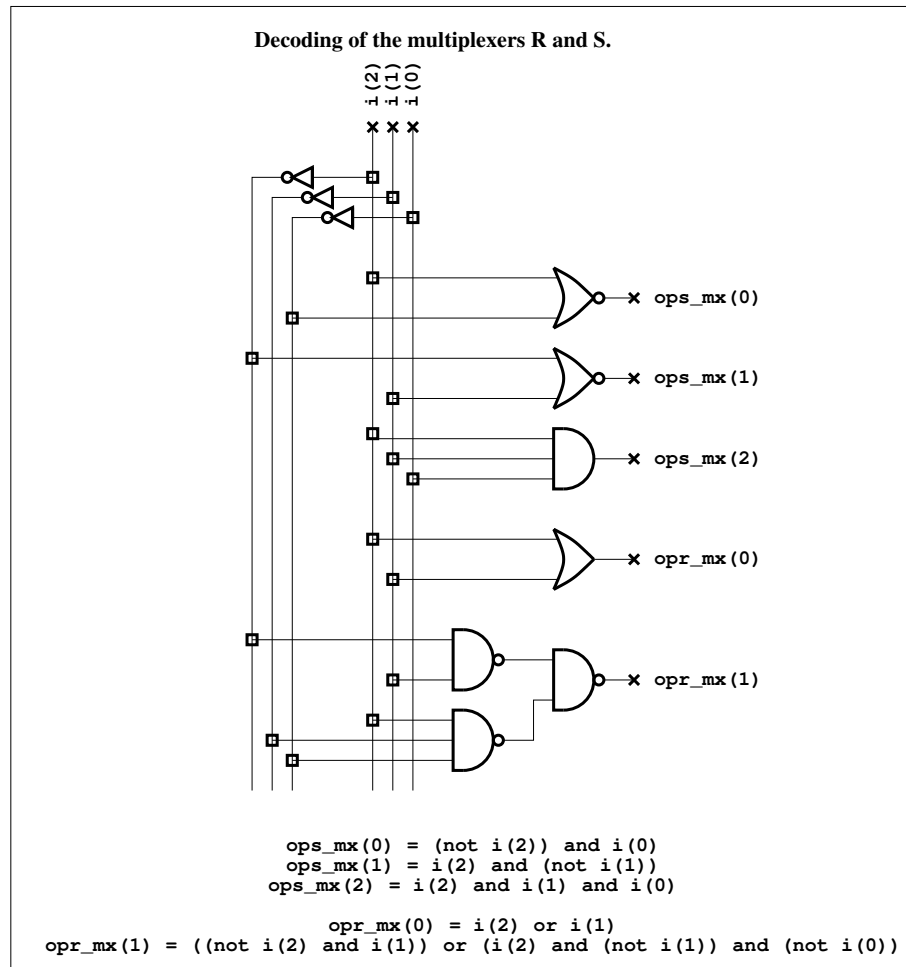 Decoding of the multiplexers R and S.
i(2)
i(1)
i(0)
ops_mx(0)
ops_mx(1)
ops_mx(2)
opr_mx(0)
opr_mx(1)
ops_mx(0) = (not i(2)) and i(0)
ops_mx(1) = i(2) and (not i(1))
ops_mx(2) = i(2) and i(1) and i(0)
opr_mx(0) = i(2) or i(1)
opr_mx(1) = ((not i(2) and i(1)) or (i(2) and (not i(1)) and (not i(0))